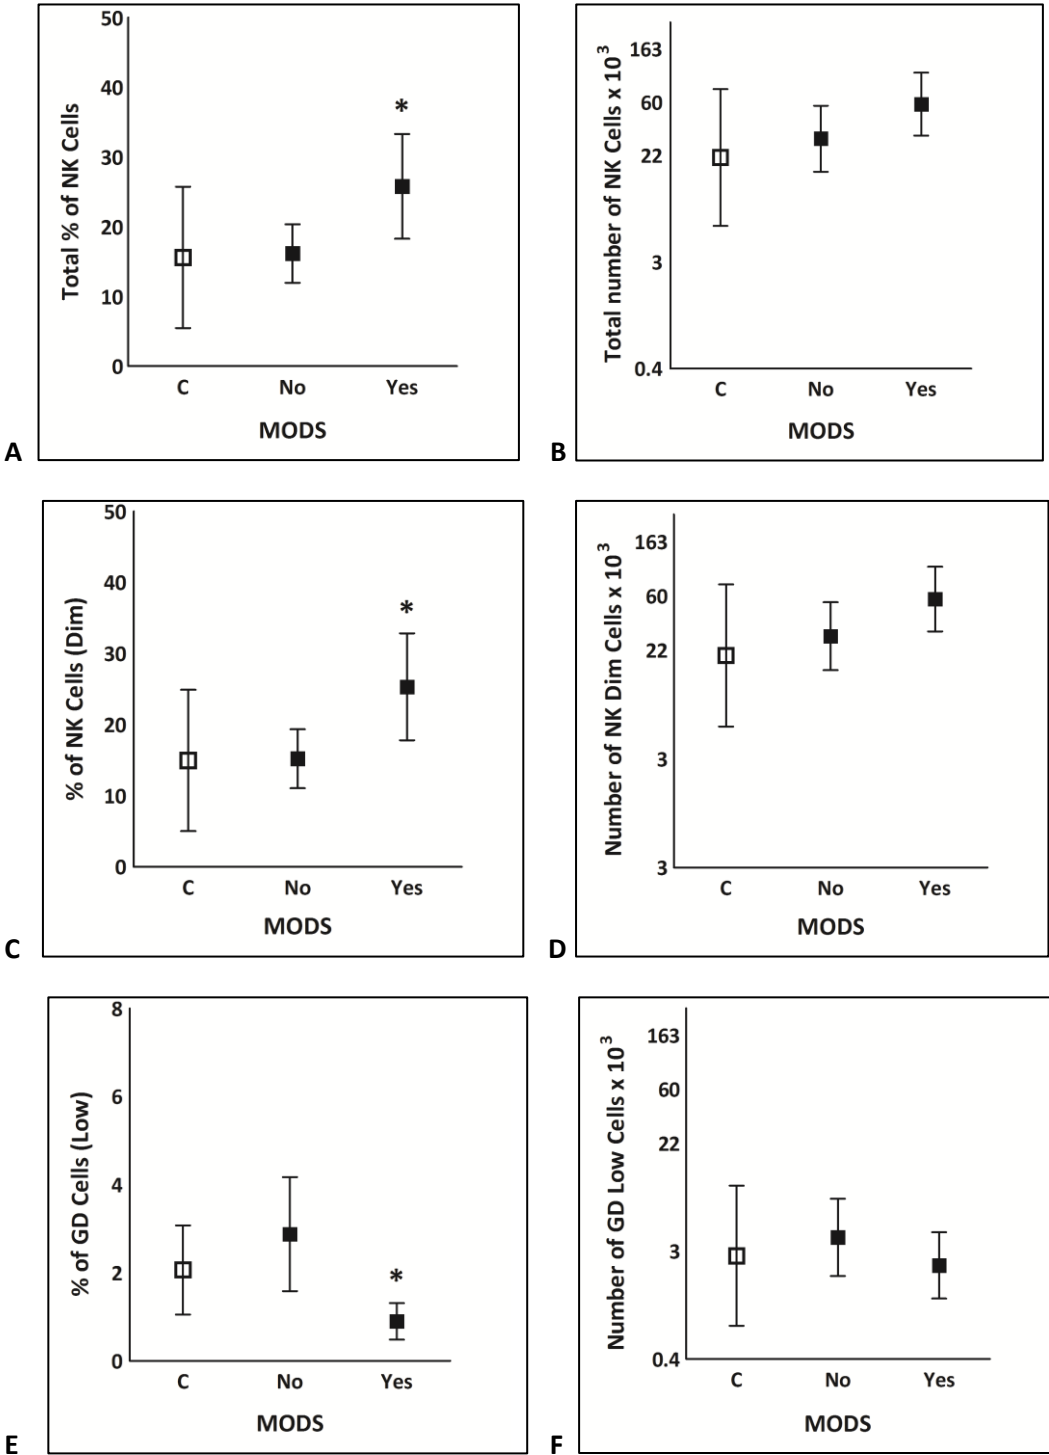 Total % of NK Cells
50
40
30
20
10
0
*
C No Yes
MODS
A
Total number of NK Cells x 10³
163
60
22
3
0.4
C No Yes
MODS
B
% of NK Cells (Dim)
50
40
30
20
10
0
*
C No Yes
MODS
C
Number of NK Dim Cells x 10³
163
60
22
3
3
C No Yes
MODS
D
% of GD Cells (Low)
8
6
4
2
0
*
C No Yes
MODS
E
Number of GD Low Cells x 10³
163
60
22
3
0.4
C No Yes
MODS
F